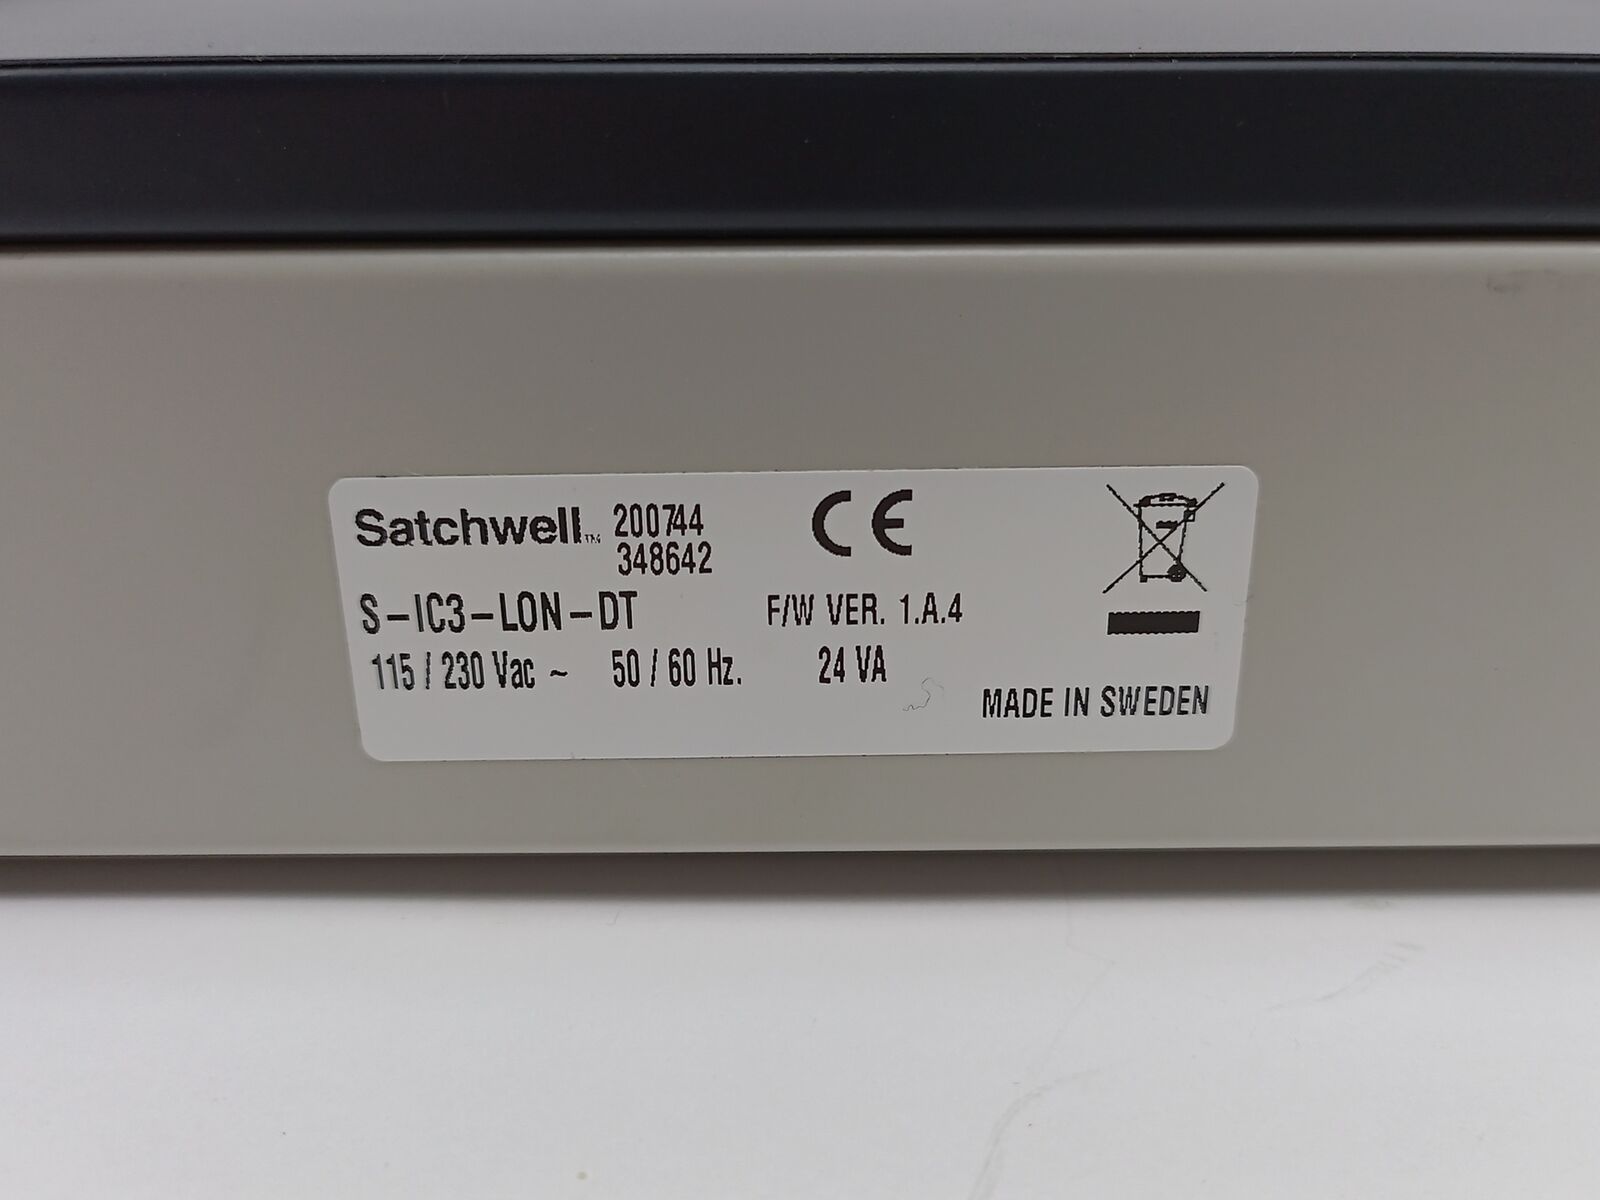 Satchwell™ 200744
348642
CE
S-IC3-LON-DT F/W VER. 1.A.4
115 / 230 Vac ~ 50 / 60 Hz. 24 VA
MADE IN SWEDEN